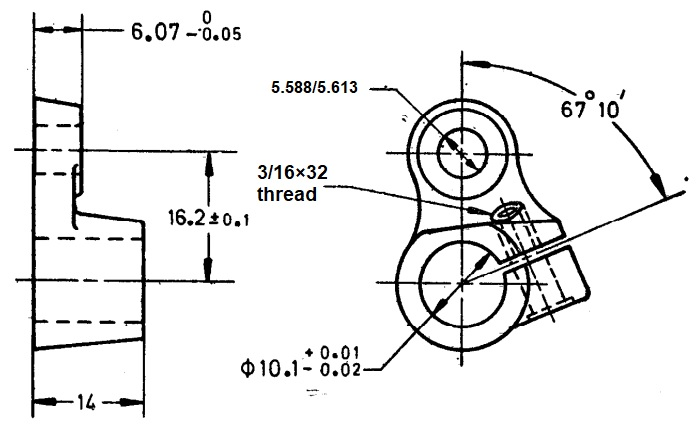 6.07 - 0
0.05
5.588/5.613
67° 10'
3/16×32
thread
16.2 ± 0.1
Φ10.1 + 0.01
- 0.02
14